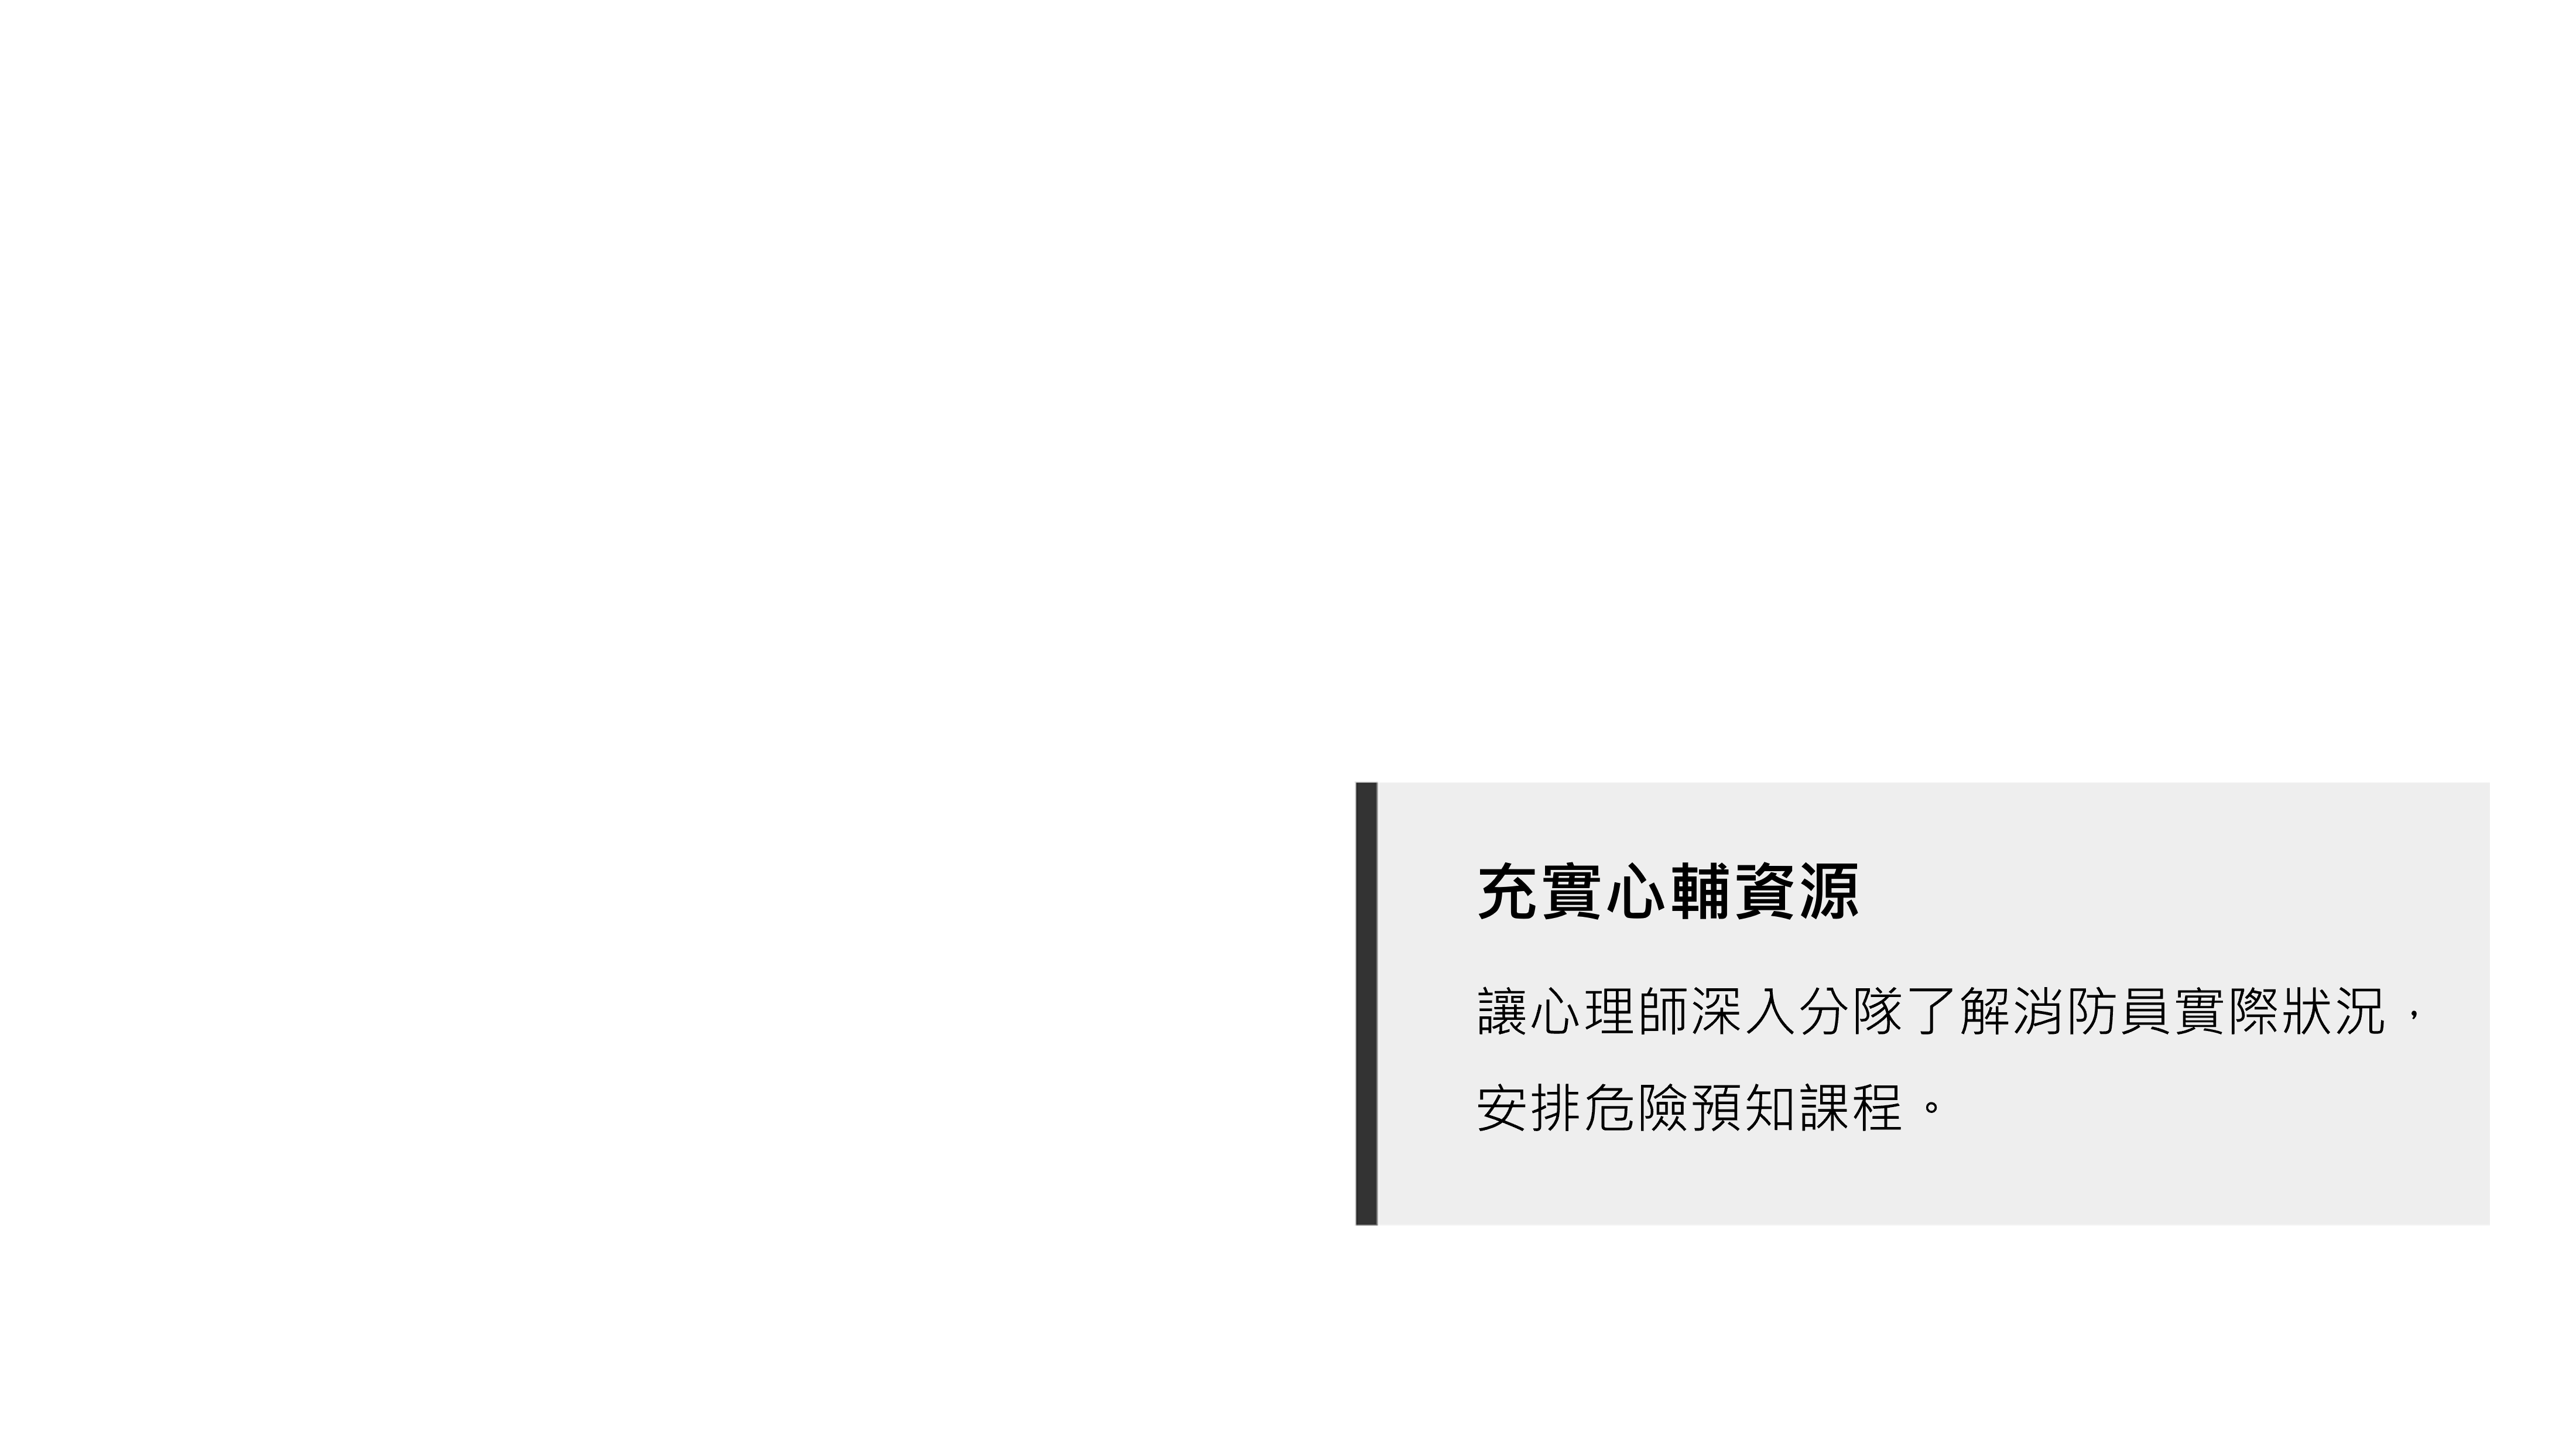 充實心輔資源
讓心理師深入分隊了解消防員實際狀況，
安排危險預知課程。